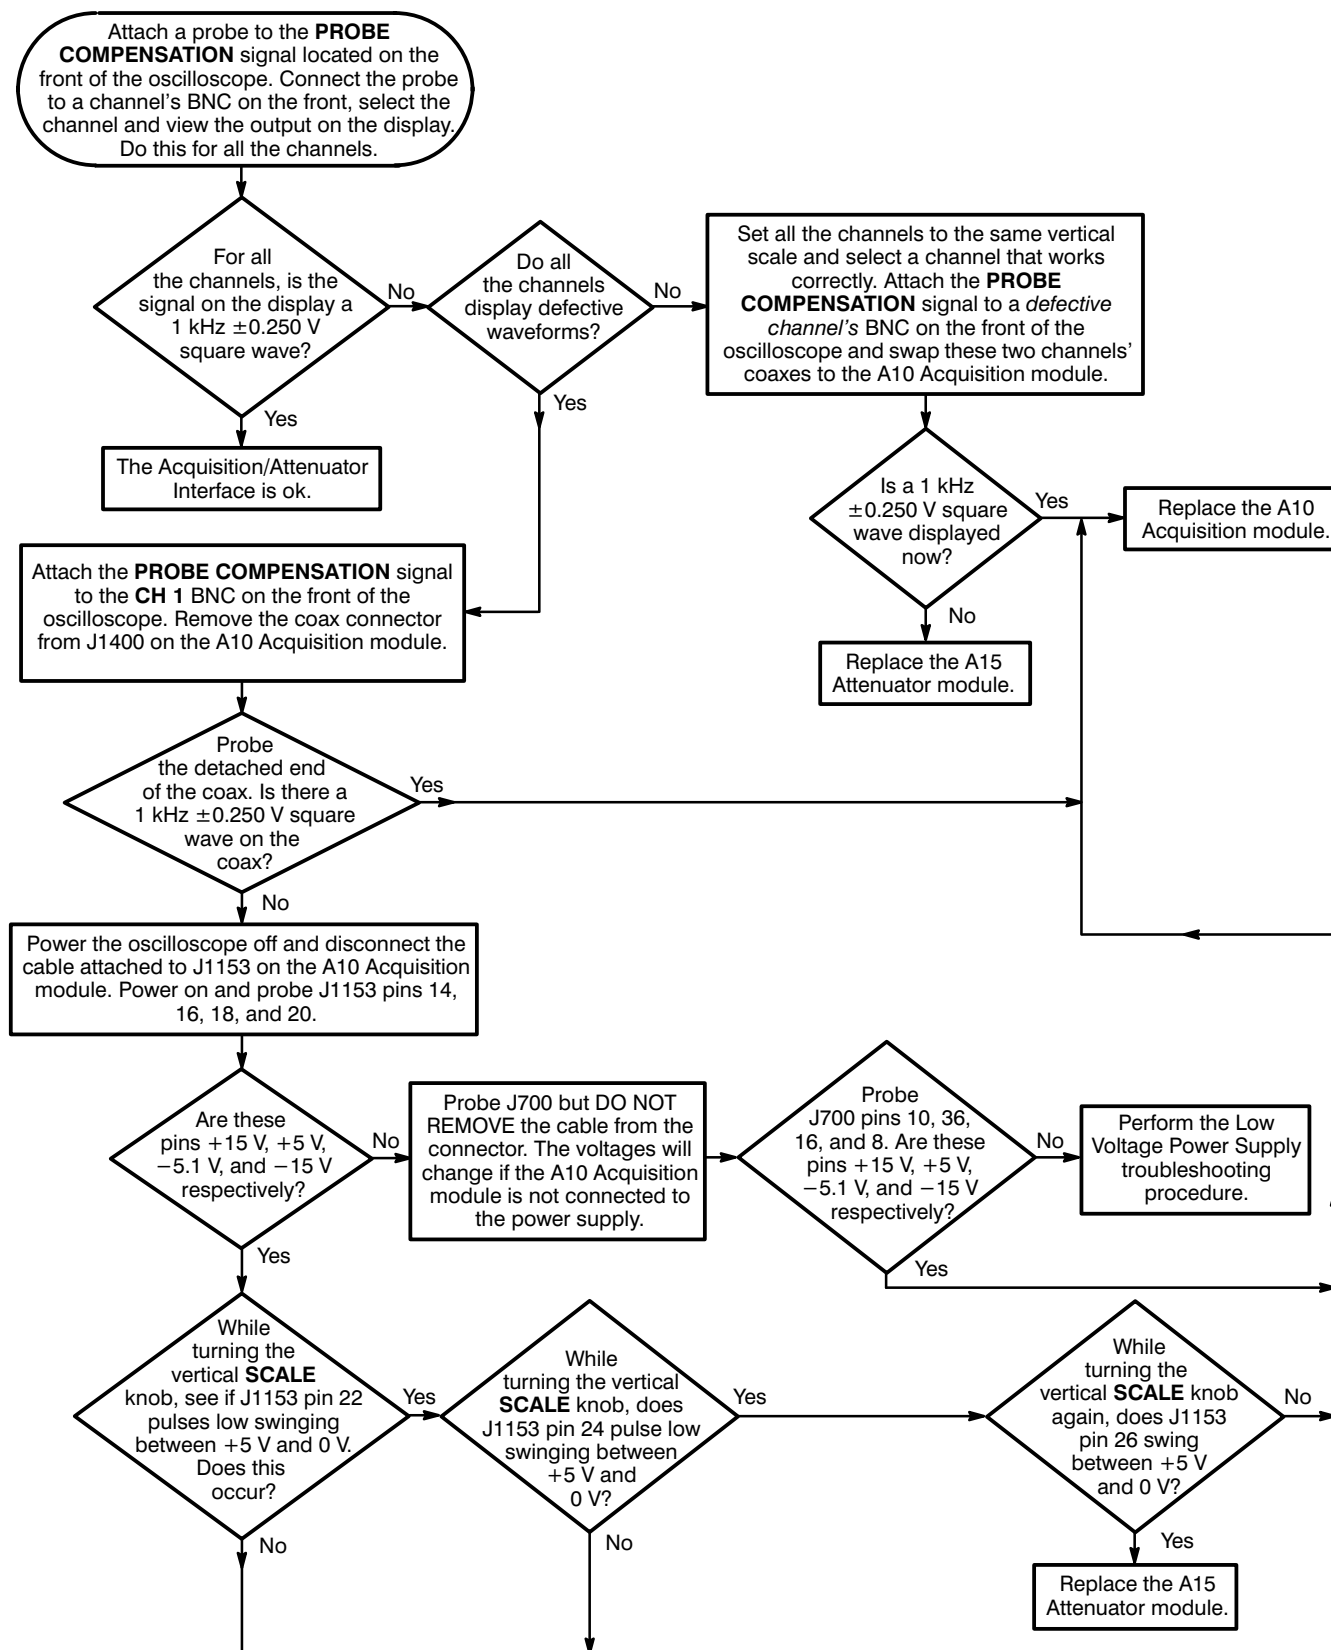 Attach a probe to the PROBE
COMPENSATION signal located on the
front of the oscilloscope. Connect the probe
to a channel's BNC on the front, select the
channel and view the output on the display.
Do this for all the channels.
For all
the channels, is the
signal on the display a
1 kHz ±0.250 V
square wave?
No
Yes
Do all
the channels
display defective
waveforms?
No
Yes
Set all the channels to the same vertical
scale and select a channel that works
correctly. Attach the PROBE
COMPENSATION signal to a defective
channel's BNC on the front of the
oscilloscope and swap these two channels'
coaxes to the A10 Acquisition module.
The Acquisition/Attenuator
Interface is ok.
Is a 1 kHz
±0.250 V square
wave displayed
now?
Yes
No
Replace the A10
Acquisition module.
Replace the A15
Attenuator module.
Attach the PROBE COMPENSATION signal
to the CH 1 BNC on the front of the
oscilloscope. Remove the coax connector
from J1400 on the A10 Acquisition module.
Probe
the detached end
of the coax. Is there a
1 kHz ±0.250 V square
wave on the
coax?
Yes
No
Power the oscilloscope off and disconnect the
cable attached to J1153 on the A10 Acquisition
module. Power on and probe J1153 pins 14,
16, 18, and 20.
Are these
pins +15 V, +5 V,
−5.1 V, and −15 V
respectively?
No
Yes
Probe J700 but DO NOT
REMOVE the cable from the
connector. The voltages will
change if the A10 Acquisition
module is not connected to
the power supply.
Probe
J700 pins 10, 36,
16, and 8. Are these
pins +15 V, +5 V,
−5.1 V, and −15 V
respectively?
No
Yes
Perform the Low
Voltage Power Supply
troubleshooting
procedure.
While
turning the
vertical SCALE
knob, see if J1153 pin 22
pulses low swinging
between +5 V and 0 V.
Does this
occur?
Yes
No
While
turning the vertical
SCALE knob, does
J1153 pin 24 pulse low
swinging between
+5 V and
0 V?
Yes
No
While
turning the
vertical SCALE knob
again, does J1153
pin 26 swing
between +5 V
and 0 V?
No
Yes
Replace the A15
Attenuator module.